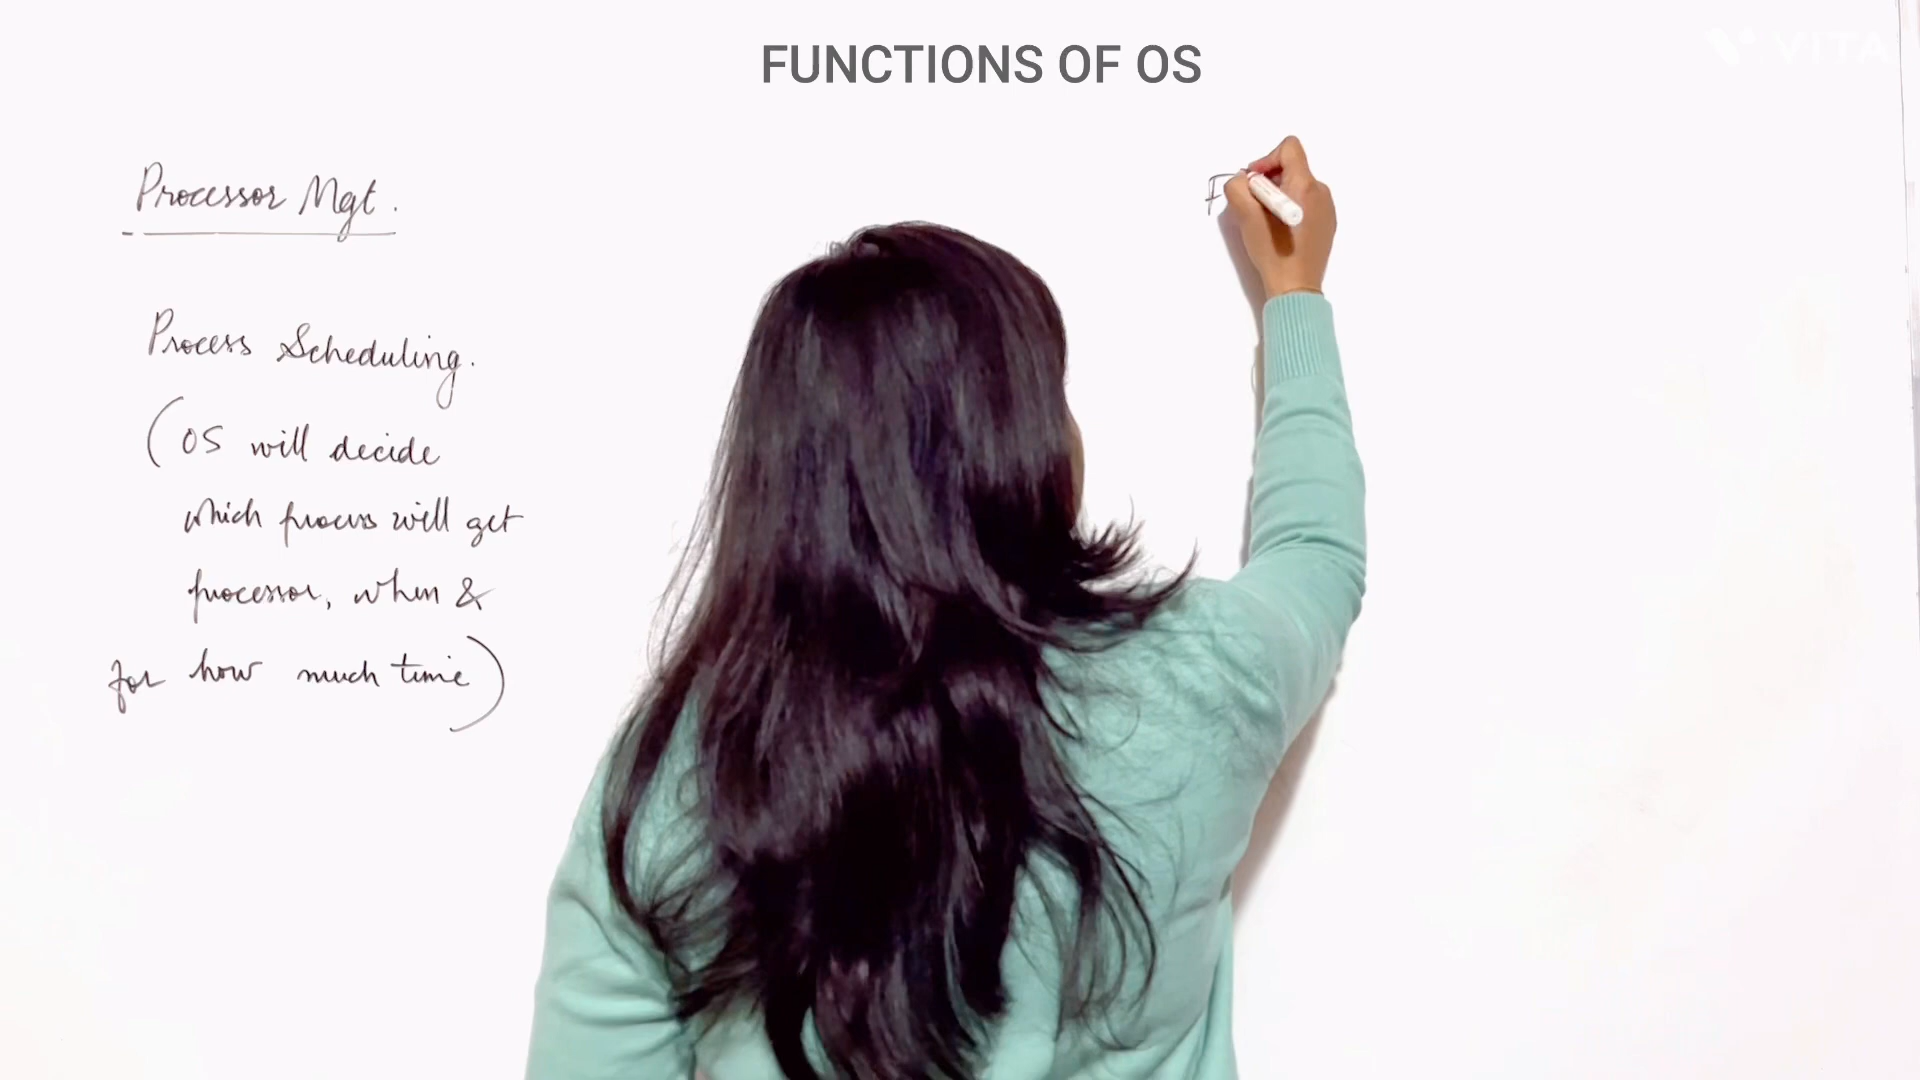 FUNCTIONS OF OS
VITA
Processor Mgt.
F
Process Scheduling.
(OS will decide
which process will get
processor, when &
for how much time)